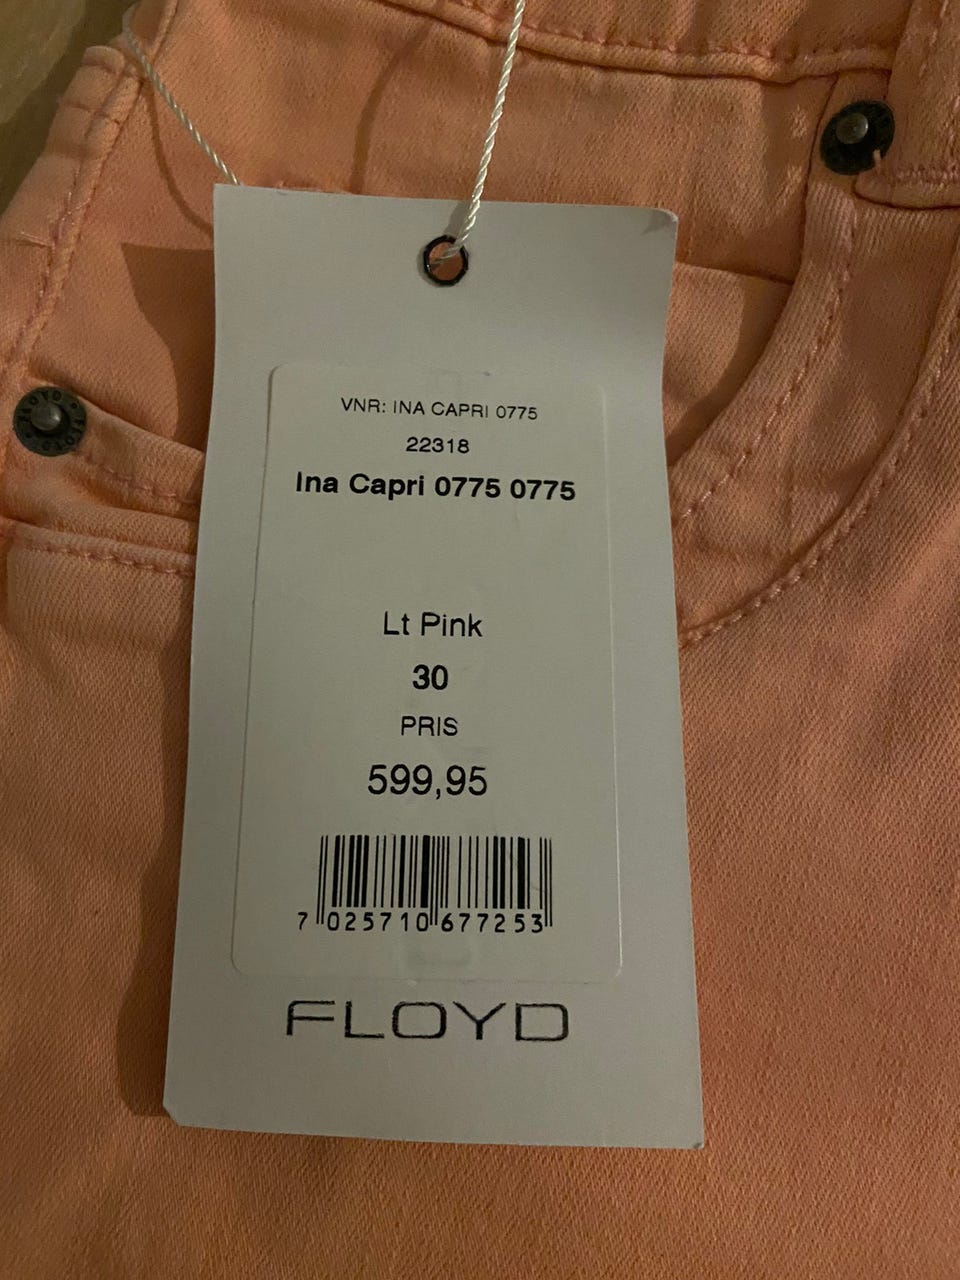 VNR: INA CAPRI 0775
22318
Ina Capri 0775 0775
Lt Pink
30
PRIS
599,95
7 025710 677253
FLOYD
FLOYD